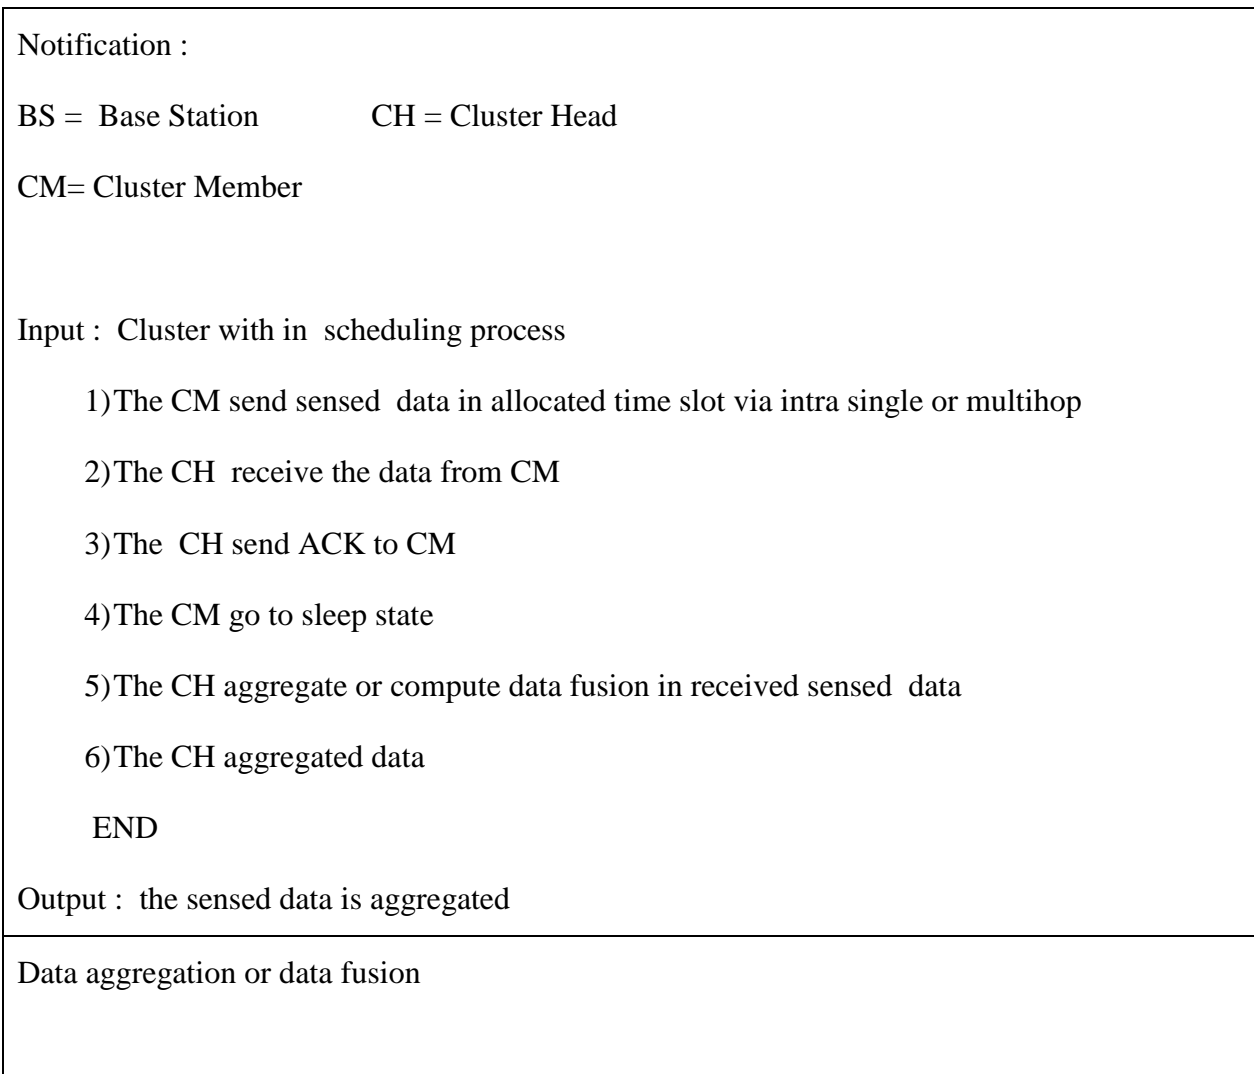 Notification :
BS = Base Station CH = Cluster Head
CM= Cluster Member
Input : Cluster with in scheduling process
1)The CM send sensed data in allocated time slot via intra single or multihop
2)The CH receive the data from CM
3)The CH send ACK to CM
4)The CM go to sleep state
5)The CH aggregate or compute data fusion in received sensed data
6)The CH aggregated data
END
Output : the sensed data is aggregated
Data aggregation or data fusion